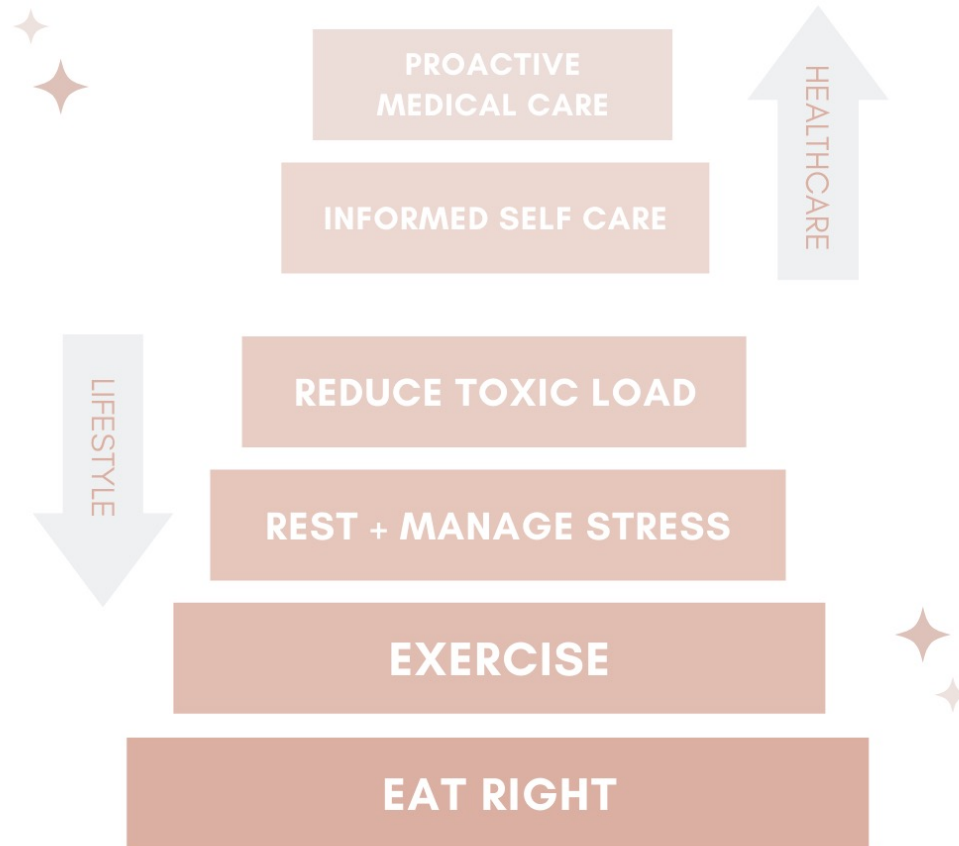 PROACTIVE
MEDICAL CARE
HEALTHCARE
INFORMED SELF CARE
REDUCE TOXIC LOAD
LIFESTYLE
REST + MANAGE STRESS
EXERCISE
EAT RIGHT